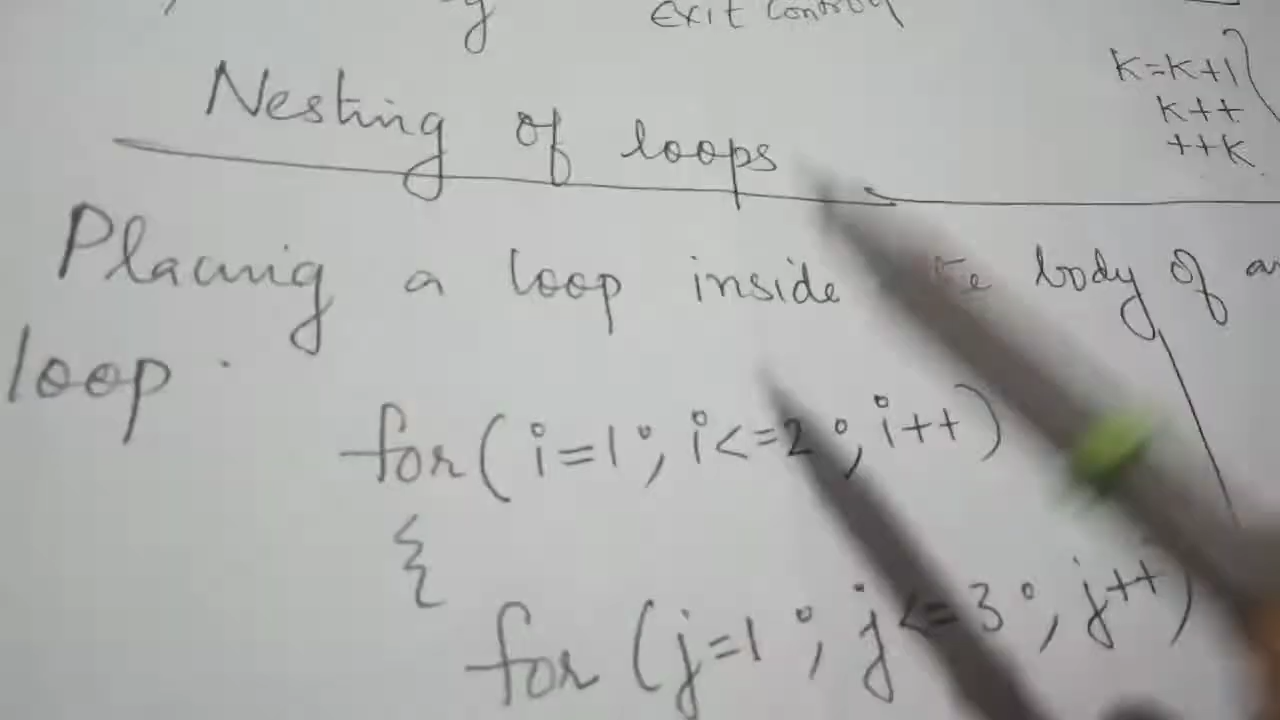 Exit Control
K=K+1
K++
++K
Nesting of loops
Placing a loop inside body of
loop.
for(i=1; i<=2; i++)
{
for (j=1; j<=3; j++)